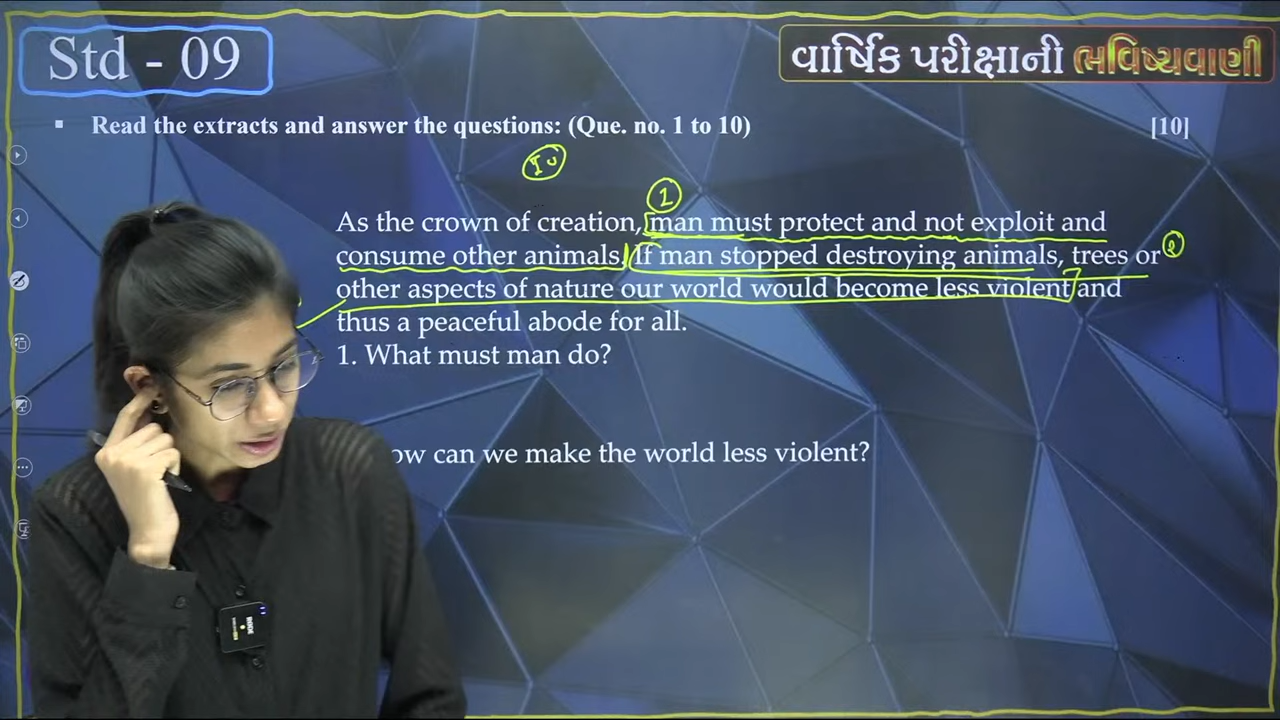 Std - 09
વાર્ષિક પરીક્ષાની ભવિષ્યવાણી
▪ Read the extracts and answer the questions: (Que. no. 1 to 10) [10]
10
1
As the crown of creation, man must protect and not exploit and
consume other animals. If man stopped destroying animals, trees or
2
other aspects of nature our world would become less violent and
thus a peaceful abode for all.
1. What must man do?
ow can we make the world less violent?